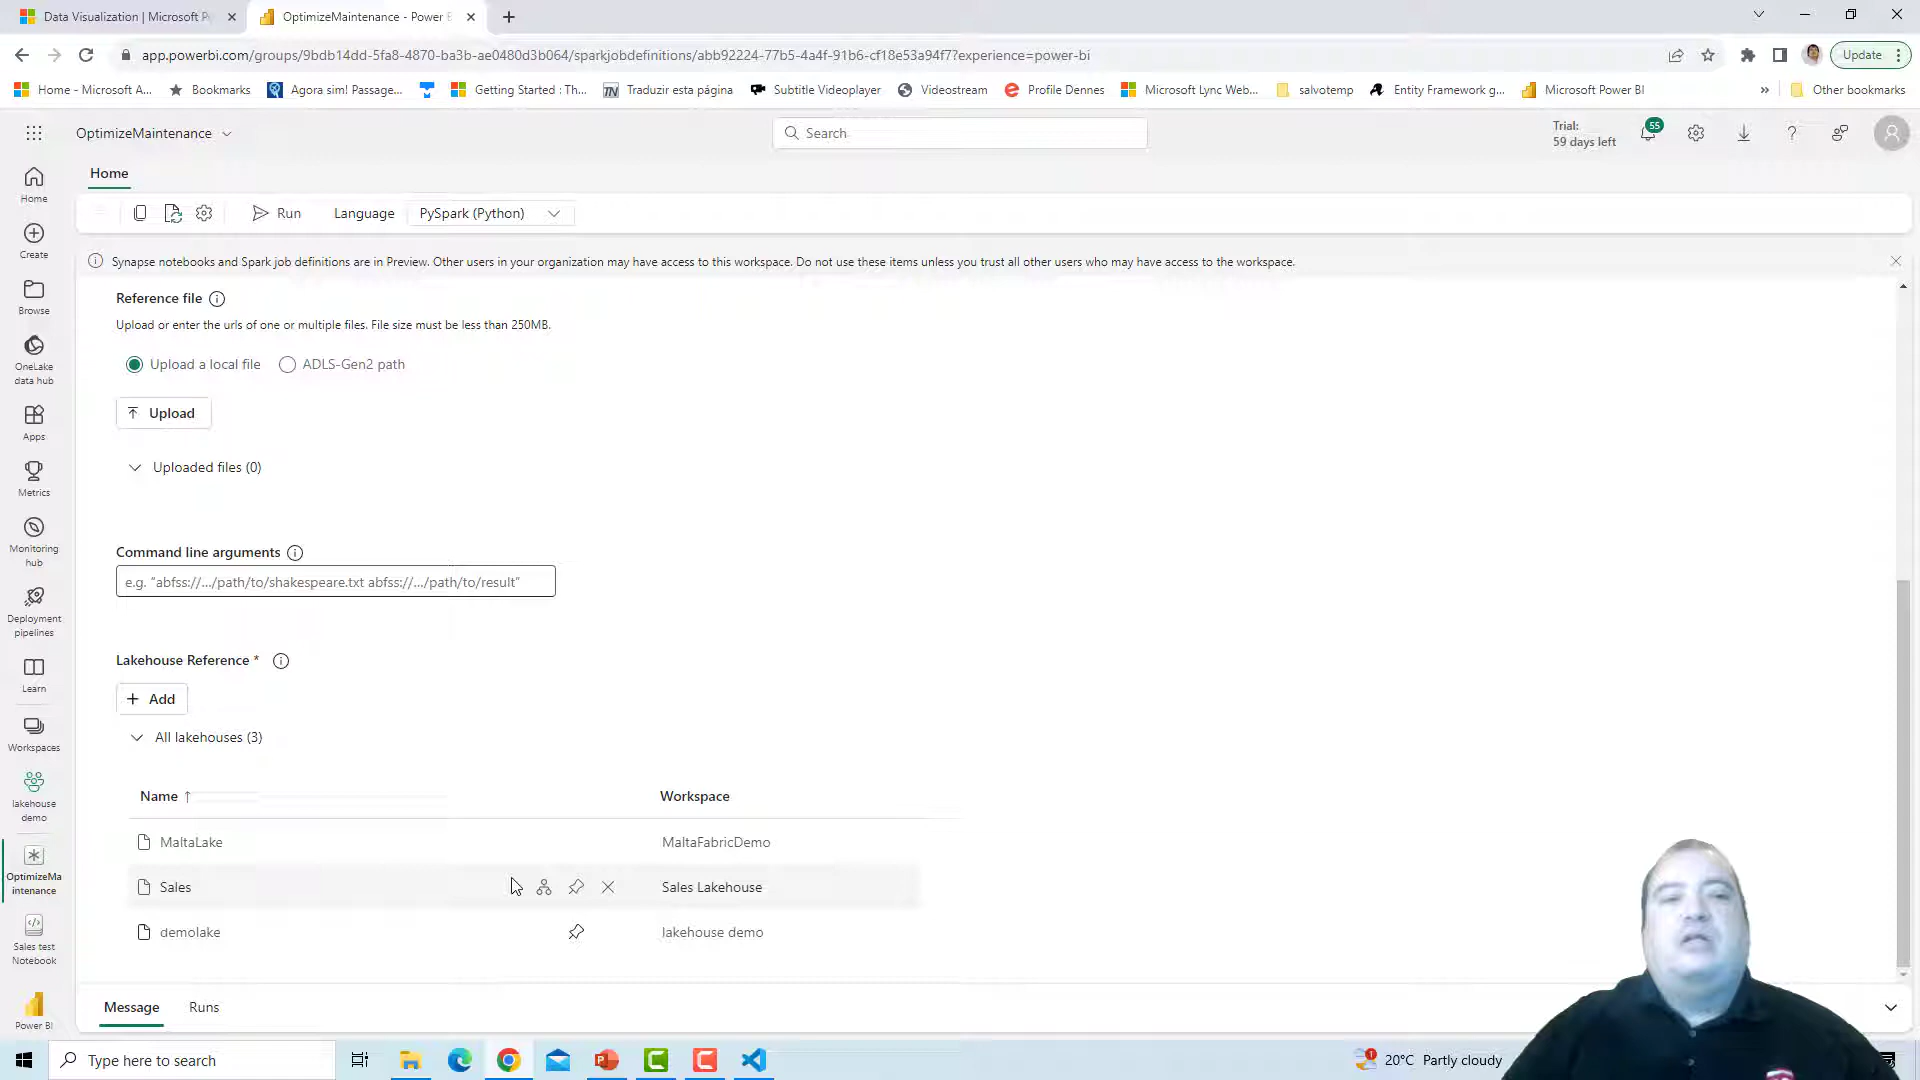 Data Visualization | Microsoft P
OptimizeMaintenance - Power B
app.powerbi.com/groups/9bdb14dd-5fa8-4870-ba3b-ae0480d3b064/sparkjobdefinitions/abb92224-77b5-4a4f-91b6-cf18e53a94f7?experience=power-bi
Update
Home - Microsoft A...
Bookmarks
Agora sim! Passage...
Getting Started : Th...
Traduzir esta página
Subtitle Videoplayer
Videostream
Profile Dennes
Microsoft Lync Web...
salvotemp
Entity Framework g...
Microsoft Power BI
»
Other bookmarks
OptimizeMaintenance
Search
Trial:
59 days left
55
Home
Run
Language
PySpark (Python)
Synapse notebooks and Spark job definitions are in Preview. Other users in your organization may have access to this workspace. Do not use these items unless you trust all other users who may have access to the workspace.
Home
Create
Browse
OneLake
data hub
Apps
Metrics
Monitoring
hub
Deployment
pipelines
Learn
Workspaces
lakehouse
demo
OptimizeMa
intenance
Sales test
Notebook
Power BI
Reference file
Upload or enter the urls of one or multiple files. File size must be less than 250MB.
Upload a local file
ADLS-Gen2 path
Upload
Uploaded files (0)
Command line arguments
e.g. "abfss://.../path/to/shakespeare.txt abfss://.../path/to/result"
Lakehouse Reference *
Add
All lakehouses (3)
Name ↑
Workspace
MaltaLake
MaltaFabricDemo
Sales
Sales Lakehouse
demolake
lakehouse demo
Message
Runs
Type here to search
1
20°C Partly cloudy